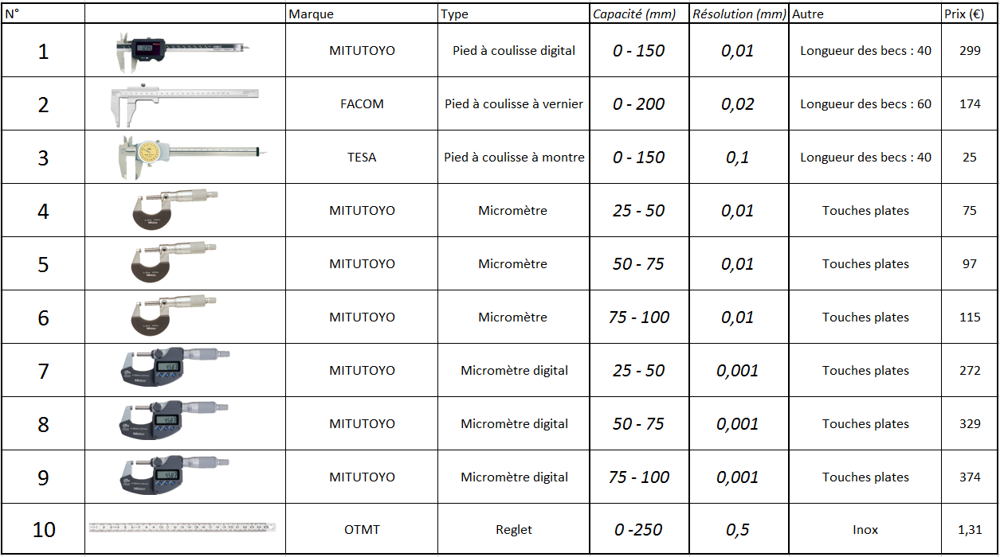 N° Marque Type Capacité (mm) Résolution (mm) Autre Prix (€)
1 MITUTOYO Pied à coulisse digital 0 - 150 0,01 Longueur des becs : 40 299
2 FACOM Pied à coulisse à vernier 0 - 200 0,02 Longueur des becs : 60 174
3 TESA Pied à coulisse à montre 0 - 150 0,1 Longueur des becs : 40 25
4 MITUTOYO Micromètre 25 - 50 0,01 Touches plates 75
5 MITUTOYO Micromètre 50 - 75 0,01 Touches plates 97
6 MITUTOYO Micromètre 75 - 100 0,01 Touches plates 115
7 MITUTOYO Micromètre digital 25 - 50 0,001 Touches plates 272
8 MITUTOYO Micromètre digital 50 - 75 0,001 Touches plates 329
9 MITUTOYO Micromètre digital 75 - 100 0,001 Touches plates 374
10 OTMT Reglet 0 -250 0,5 Inox 1,31